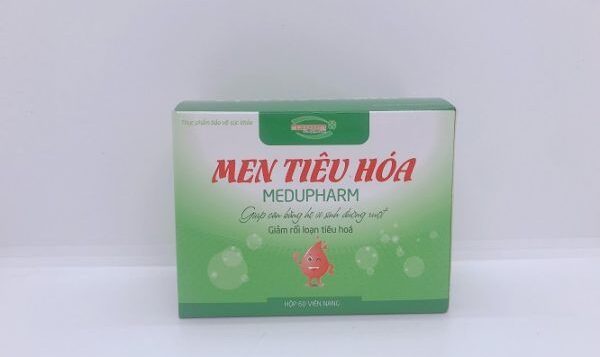 Thực phẩm bảo vệ sức khỏe
MEN TIÊU HÓA
MEDUPHARM
Giúp cân bằng hệ vi sinh đường ruột
Giảm rối loạn tiêu hoá
HỘP 60 VIÊN NANG